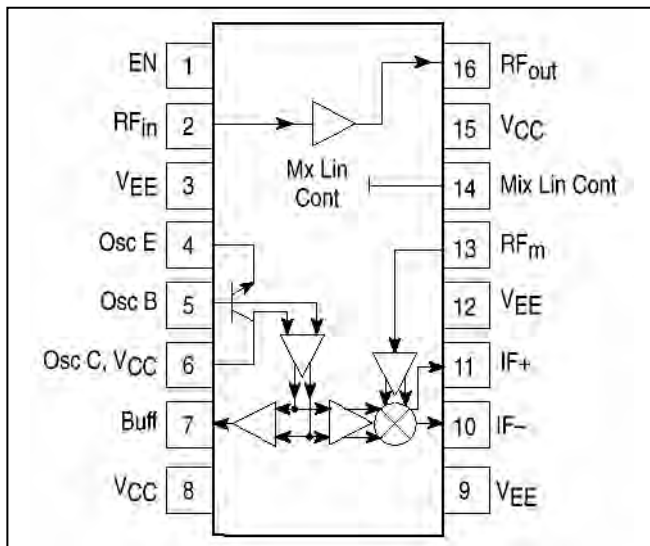 EN 1
RFin 2
VEE 3
Osc E 4
Osc B 5
Osc C, VCC 6
Buff 7
VCC 8
Mx Lin
Cont
16 RFout
15 VCC
14 Mix Lin Cont
13 RFm
12 VEE
11 IF+
10 IF–
9 VEE